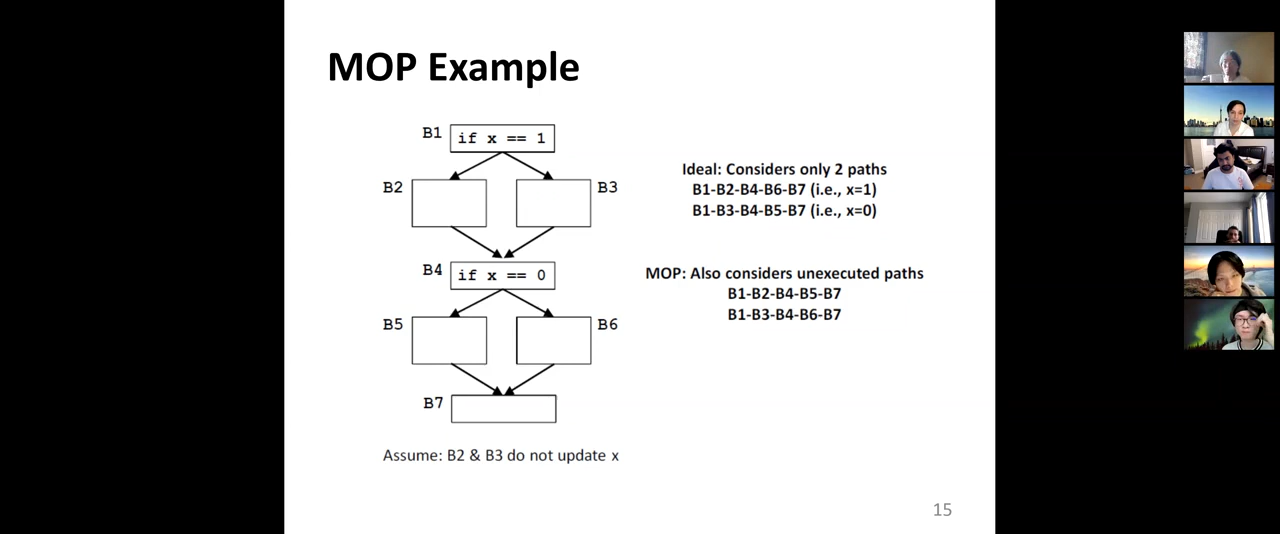 MOP Example
B1
if x == 1
B2
B3
B4
if x == 0
B5
B6
B7
Assume: B2 & B3 do not update x
Ideal: Considers only 2 paths
B1-B2-B4-B6-B7 (i.e., x=1)
B1-B3-B4-B5-B7 (i.e., x=0)
MOP: Also considers unexecuted paths
B1-B2-B4-B5-B7
B1-B3-B4-B6-B7
15